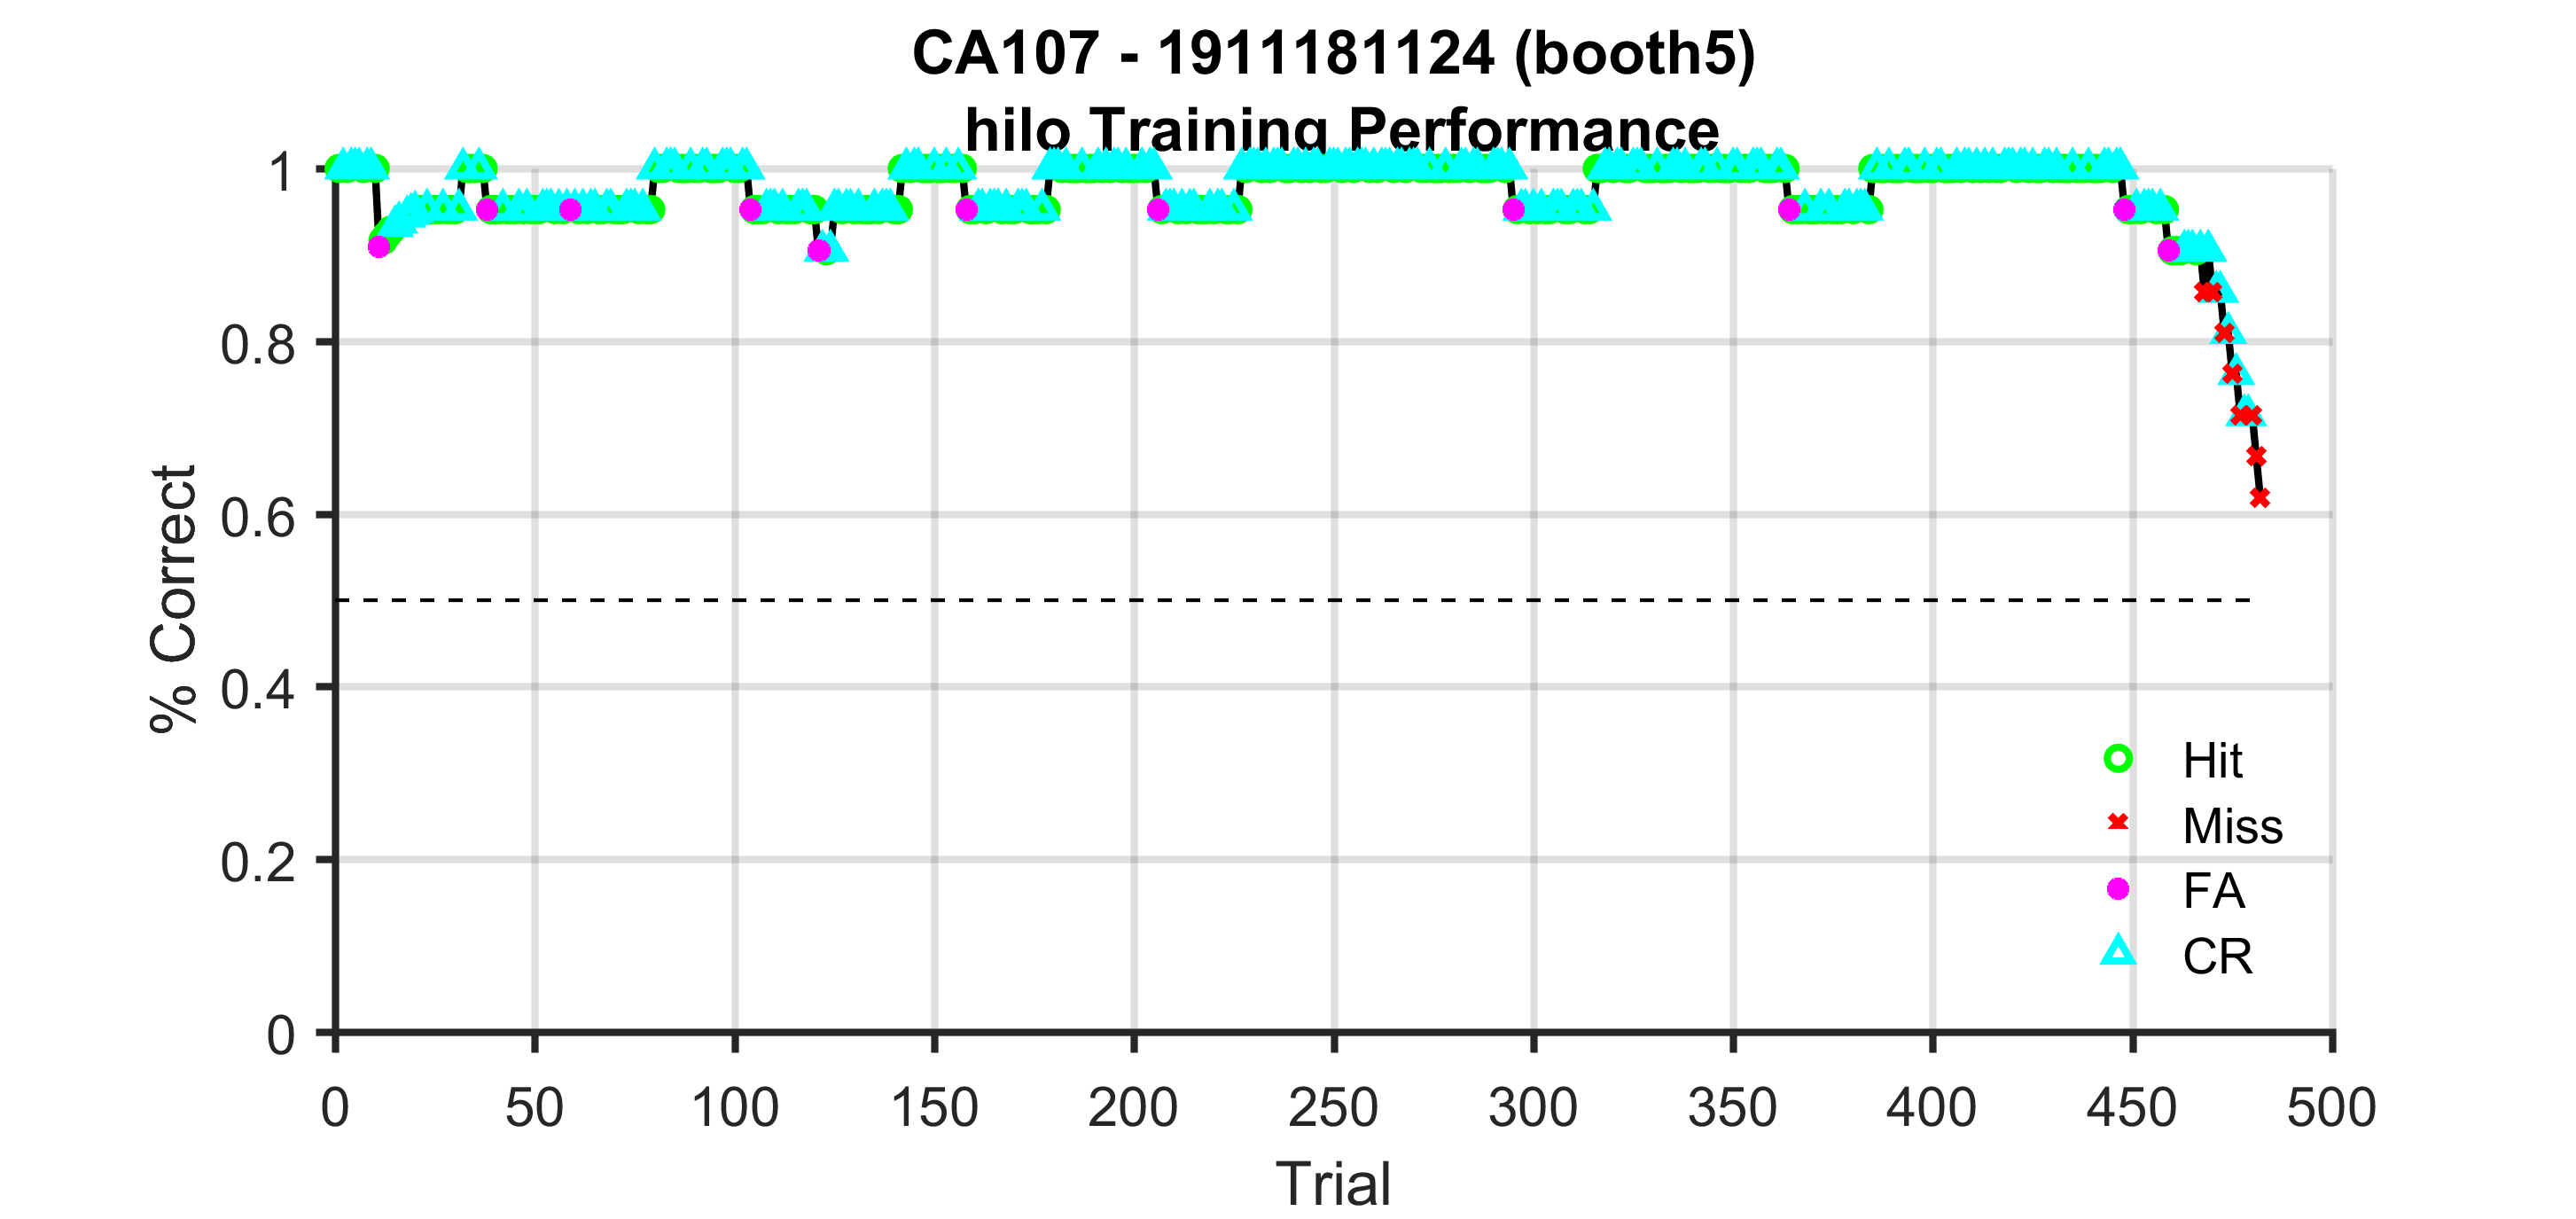 CA107 - 1911181124 (booth5)
hilo Training Performance
% Correct
1
0.8
0.6
0.4
0.2
0
0 50 100 150 200 250 300 350 400 450 500
Trial
Hit
Miss
FA
CR